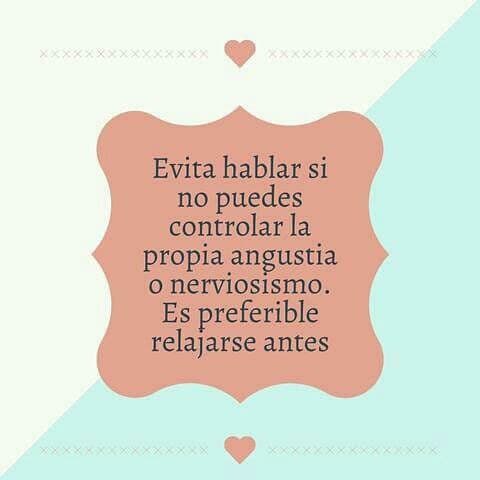 Evita hablar si
no puedes
controlar la
propia angustia
o nerviosismo.
Es preferible
relajarse antes